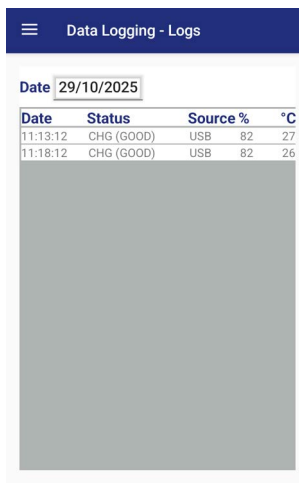 Data Logging - Logs
Date 29/10/2025
Date Status Source % °C
11:13:12 CHG (GOOD) USB 82 27
11:18:12 CHG (GOOD) USB 82 26